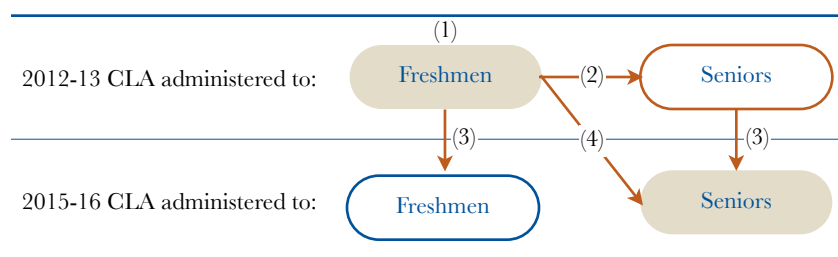 (1)
2012-13 CLA administered to: Freshmen (2) Seniors
(3) (4) (3)
2015-16 CLA administered to: Freshmen Seniors